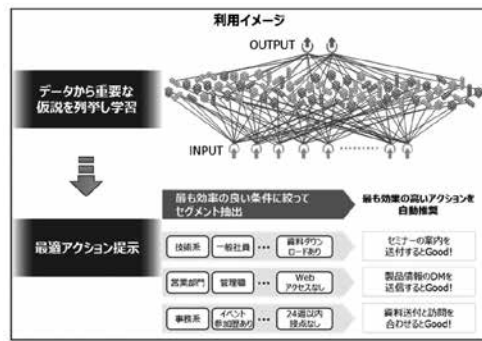 利用イメージ
OUTPUT
データから重要な
仮説を列挙し学習
INPUT
最も効率の良い条件に絞って
セグメント抽出
最も効果の高いアクションを
自動推奨
最適アクション提示
技術系
一般社員
•••
資料ダウン
ロードあり
セミナーの案内を
送付するとGood!
営業部門
管理職
•••
Web
アクセスなし
製品情報のDMを
送信するとGood!
事務系
イベント
参加歴あり
•••
24週以内
接点なし
資料送付と訪問を
合わせるとGood!